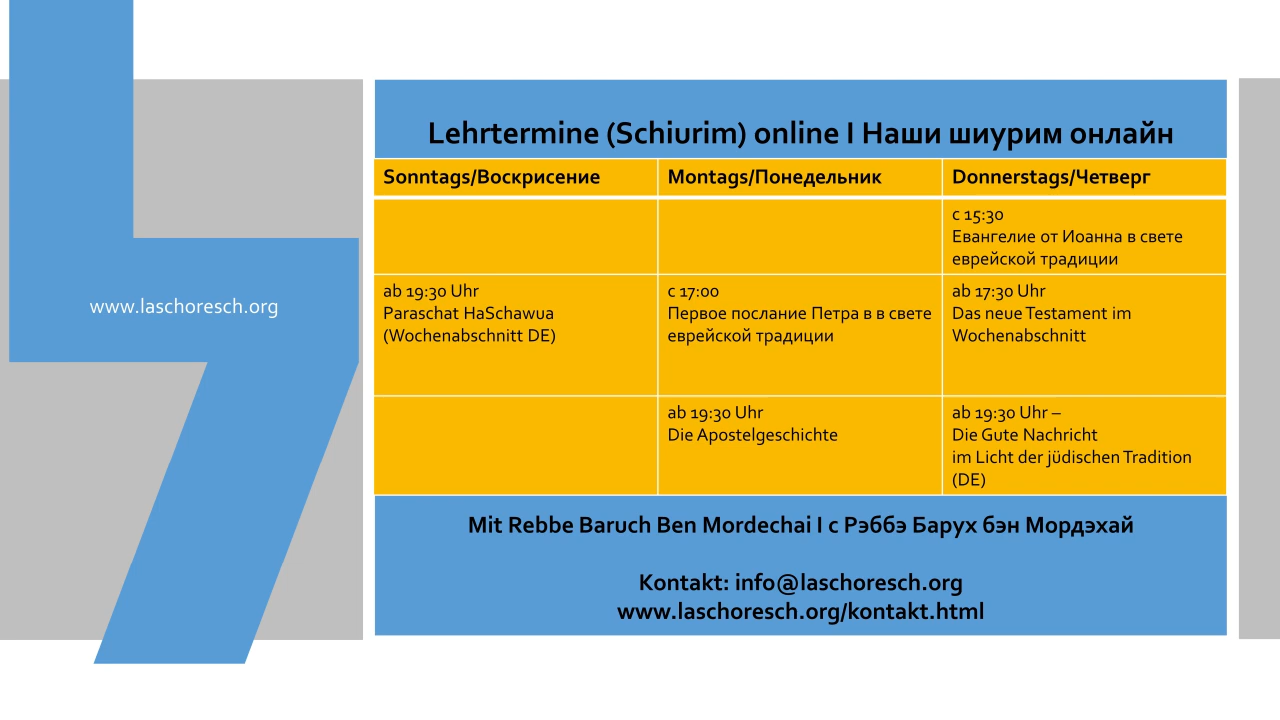 www.laschoresch.org
Lehrtermine (Schiurim) online I Наши шиурим онлайн
Sonntags/Воскрисение
Montags/Понедельник
Donnerstags/Четверг
с 15:30
Евангелие от Иоанна в свете
еврейской традиции
ab 19:30 Uhr
Paraschat HaSchawua
(Wochenabschnitt DE)
с 17:00
Первое послание Петра в в свете
еврейской традиции
ab 17:30 Uhr
Das neue Testament im
Wochenabschnitt
ab 19:30 Uhr
Die Apostelgeschichte
ab 19:30 Uhr –
Die Gute Nachricht
im Licht der jüdischen Tradition
(DE)
Mit Rebbe Baruch Ben Mordechai I с Рэббэ Барух бэн Мордэхай
Kontakt: info@laschoresch.org
www.laschoresch.org/kontakt.html